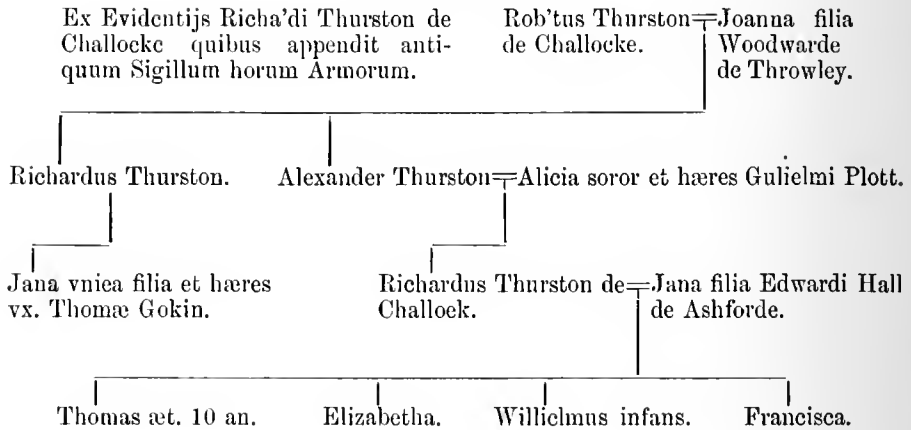 Ex Evidentijs Richa'di Thurston de
Challocke quibus appendit anti-
quum Sigillum horum Armorum.
Rob'tus Thurston=Joanna filia
de Challocke. Woodwarde
de Throwley.
Richardus Thurston.
Alexander Thurston=Alicia soror et hæres Gulielmi Plott.
Jana vnica filia et hæres
vx. Thomæ Gokin.
Richardus Thurston de=Jana filia Edwardi Hall
Challock. de Ashforde.
Thomas æt. 10 an. Elizabetha. Willielmus infans. Francisca.